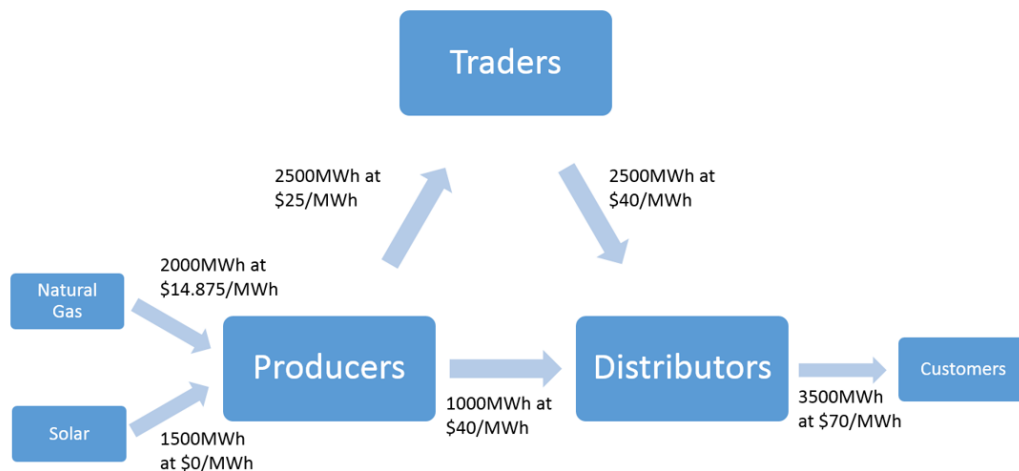 Traders
2500MWh at
$25/MWh
2500MWh at
$40/MWh
Natural
Gas
2000MWh at
$14.875/MWh
Producers
Distributors
Customers
Solar
1500MWh
at $0/MWh
1000MWh at
$40/MWh
3500MWh
at $70/MWh